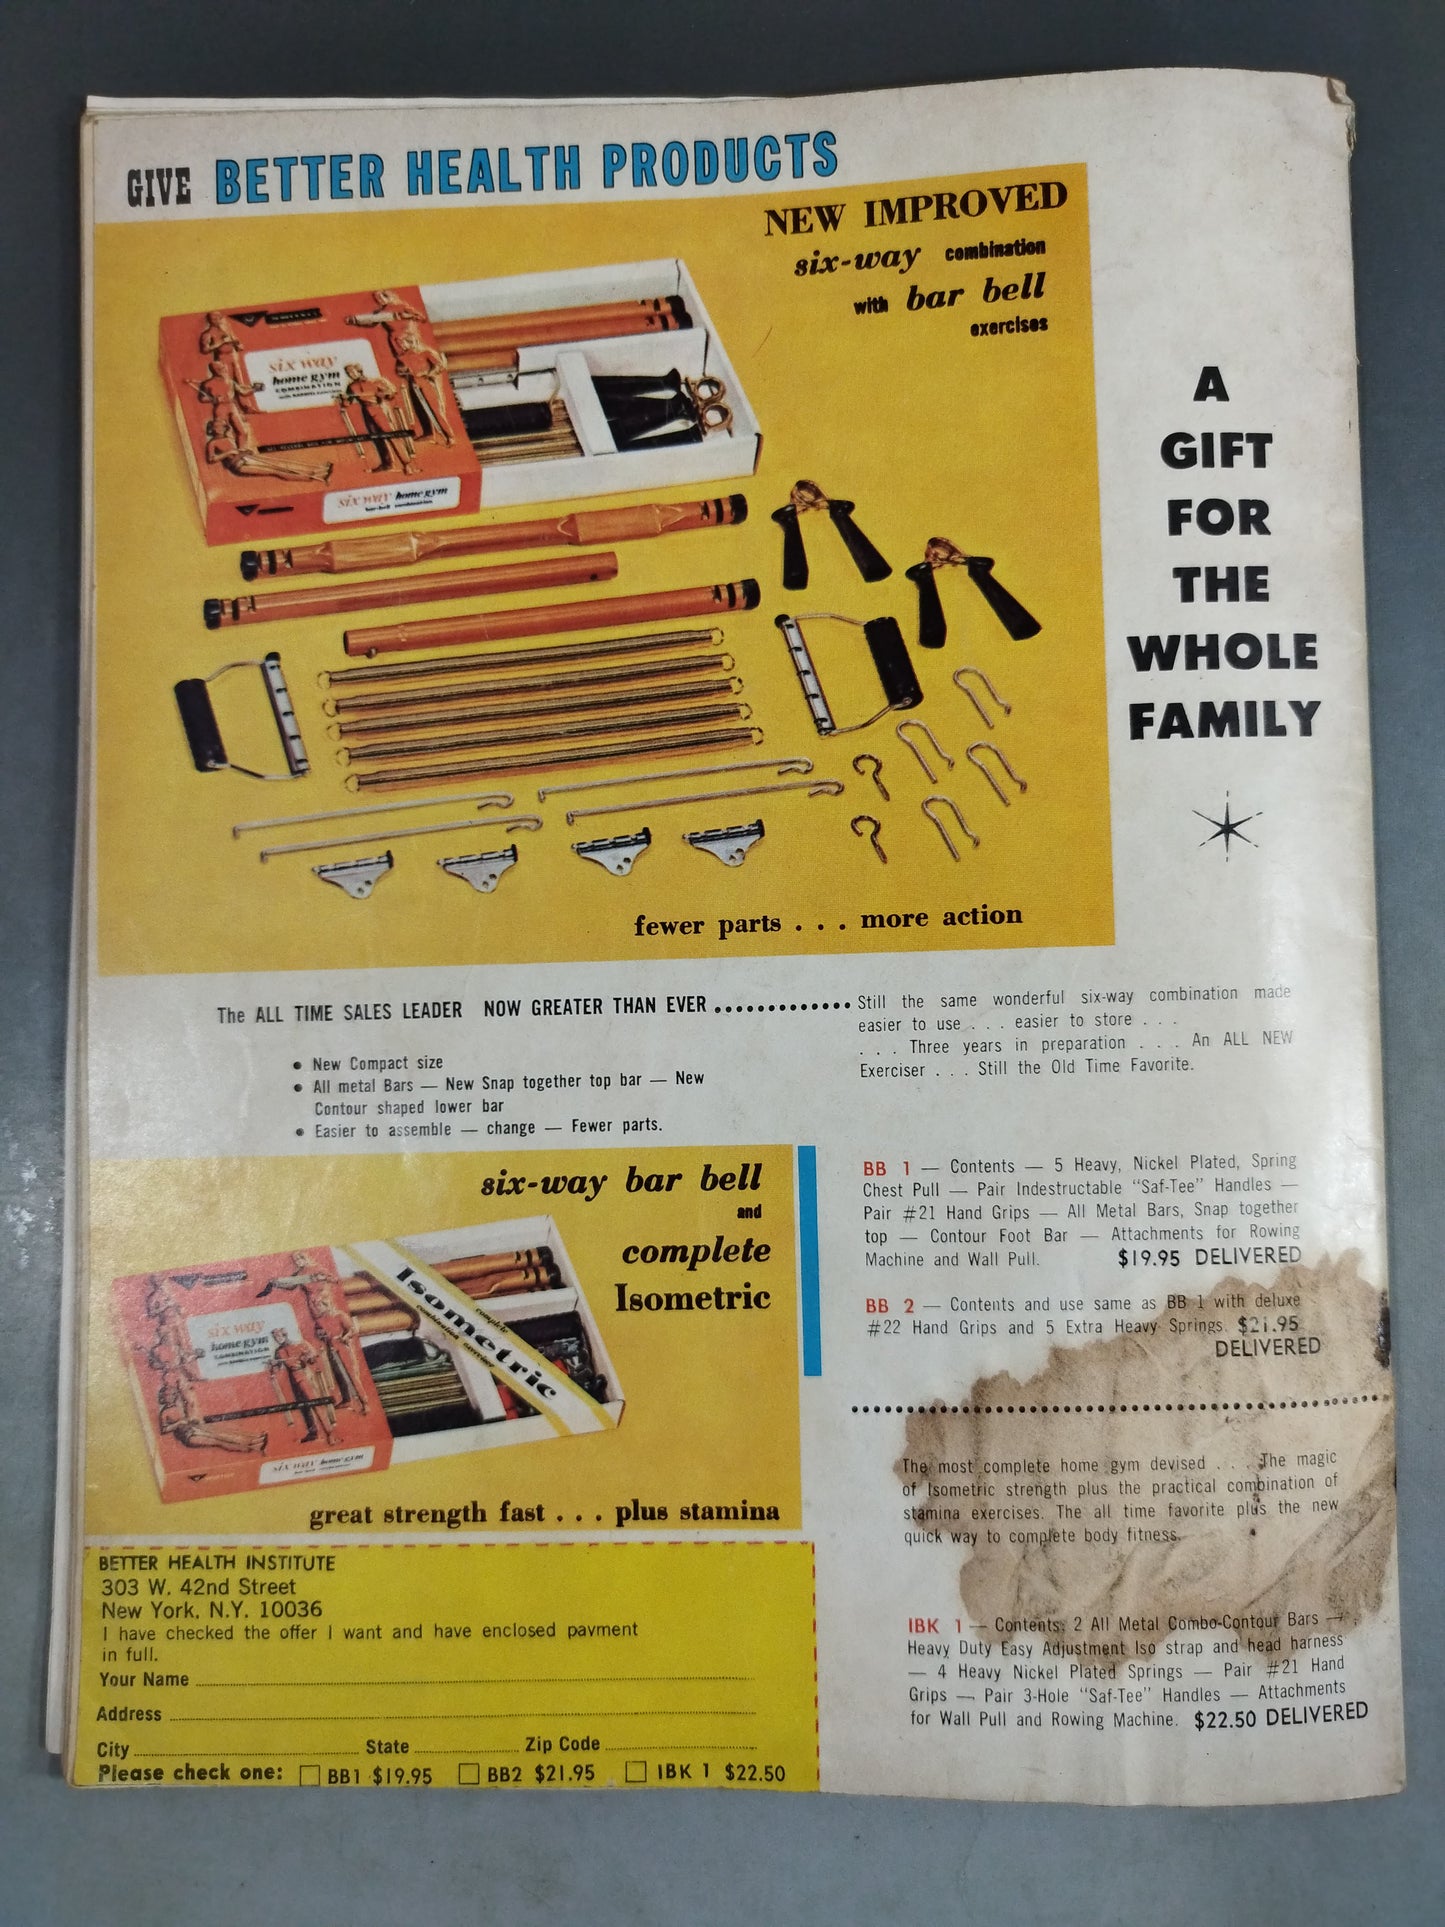 GIVE BETTER HEALTH PRODUCTS
NEW IMPROVED
six-way combination
with bar bell
exercises
six way
home gym
COMBINATION
six way home gym
bar-bell combination
A
GIFT
FOR
THE
WHOLE
FAMILY
fewer parts . . . more action
The ALL TIME SALES LEADER NOW GREATER THAN EVER .............
• New Compact size
• All metal Bars — New Snap together top bar — New
Contour shaped lower bar
• Easier to assemble — change — Fewer parts.
Still the same wonderful six-way combination made
easier to use . . . easier to store . . .
. . . Three years in preparation . . . An ALL NEW
Exerciser . . . Still the Old Time Favorite.
six-way bar bell
and
complete
Isometric
six way
home gym
COMBINATION
Isometric
complete
combination exerciser
six way home gym
great strength fast . . . plus stamina
BB 1 — Contents — 5 Heavy, Nickel Plated, Spring
Chest Pull — Pair Indestructable "Saf-Tee" Handles —
Pair #21 Hand Grips — All Metal Bars, Snap together
top — Contour Foot Bar — Attachments for Rowing
Machine and Wall Pull. $19.95 DELIVERED
BB 2 — Contents and use same as BB 1 with deluxe
#22 Hand Grips and 5 Extra Heavy Springs. $21.95
DELIVERED
The most complete home gym devised . . . The magic
of Isometric strength plus the practical combination of
stamina exercises. The all time favorite plus the new
quick way to complete body fitness.
IBK 1 — Contents: 2 All Metal Combo-Contour Bars —
Heavy Duty Easy Adjustment Iso strap and head harness
— 4 Heavy Nickel Plated Springs — Pair #21 Hand
Grips — Pair 3-Hole "Saf-Tee" Handles — Attachments
for Wall Pull and Rowing Machine. $22.50 DELIVERED
BETTER HEALTH INSTITUTE
303 W. 42nd Street
New York, N.Y. 10036
I have checked the offer I want and have enclosed payment
in full.
Your Name
Address
City State Zip Code
Please check one: BB1 $19.95 BB2 $21.95 IBK 1 $22.50